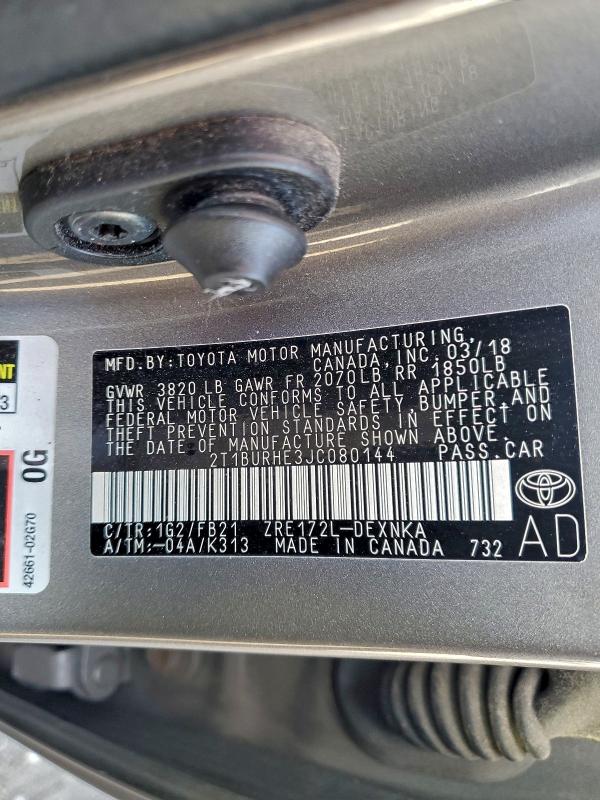 MFD.BY:TOYOTA MOTOR MANUFACTURING,
CANADA, INC. 03/18
GVWR 3820 LB GAWR FR 2070LB RR 1850LB
THIS VEHICLE CONFORMS TO ALL APPLICABLE
FEDERAL MOTOR VEHICLE SAFETY, BUMPER, AND
THEFT PREVENTION STANDARDS IN EFFECT ON
THE DATE OF MANUFACTURE SHOWN ABOVE.
2T1BURHE3JC080144 PASS.CAR
C/TR:1G2/FB21 ZRE172L-DEXNKA
A/TM:-04A/K313 MADE IN CANADA 732
AD
0G
42661-02G70